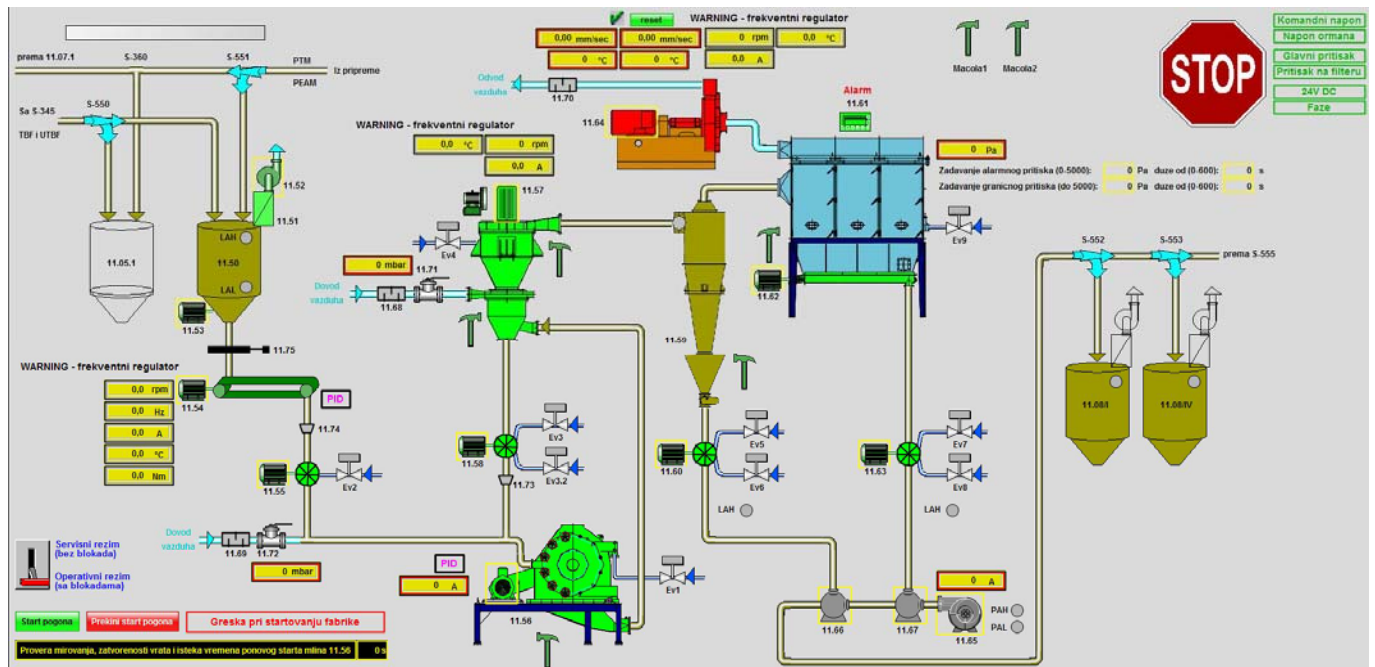 WARNING - frekventni regulator
reset
0,00 mm/sec
0,00 mm/sec
0 rpm
0,0 °C
0 °C
0 °C
0,0 A
Macola1
Macola2
STOP
Komandni napon
Napon ormana
Glavni pritisak
Pritisak na filteru
24V DC
Faze
prema 11.07.1
S-360
S-551
PTM
PEAM
Iz pripreme
Sa S-345
S-550
TBF i UTBF
Odvod
vazduha
11.70
Alarm
11.61
11.64
WARNING - frekventni regulator
0,0 °C
0 rpm
0,0 A
0 Pa
Zadavanje alarmnog pritiska (0-5000):
0 Pa
duze od (0-600):
0 s
Zadavanje granicnog pritiska (do 5000):
0 Pa
duze od (0-600):
0 s
11.52
11.51
11.57
11.05.1
LAH
11.50
LAL
11.53
Ev4
Ev9
0 mbar
11.71
Dovod
vazduha
11.68
11.62
S-552
S-553
prema S-555
11.59
11.75
WARNING - frekventni regulator
0,0 rpm
0,0 Hz
0,0 A
0,0 °C
0,0 Nm
11.54
PID
11.74
11.55
Ev2
11.58
Ev3
Ev3.2
11.73
11.60
Ev5
Ev6
11.63
Ev7
Ev8
LAH
LAH
11.08/I
11.08/IV
Dovod
vazduha
11.69
11.72
0 mbar
Servisni rezim
(bez blokada)
Operativni rezim
(sa blokadama)
PID
0 A
11.56
Ev1
0 A
PAH
PAL
11.66
11.67
11.65
Start pogona
Prekini start pogona
Greska pri startovanju fabrike
Provera mirovanja, zatvorenosti vrata i isteka vremena ponovog starta mlina 11.56
0 s